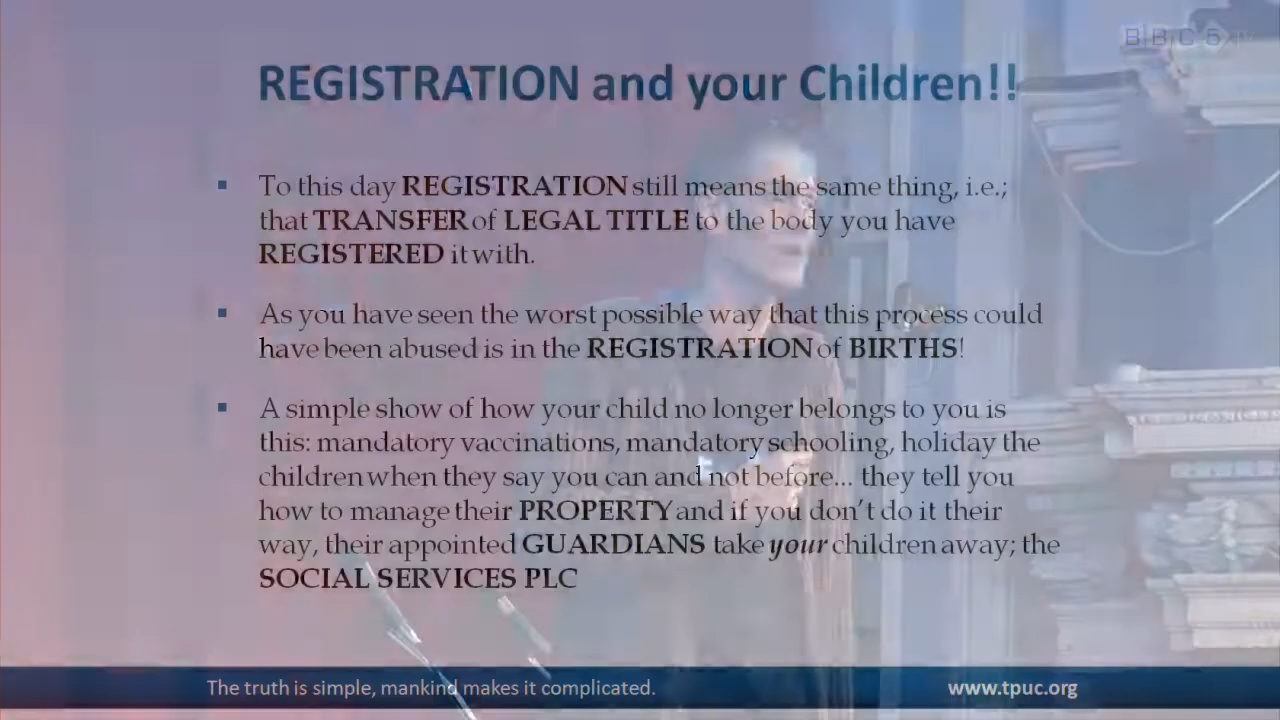 BBC5.tv
REGISTRATION and your Children!!
▪ To this day REGISTRATION still means the same thing, i.e.;
that TRANSFER of LEGAL TITLE to the body you have
REGISTERED it with.
▪ As you have seen the worst possible way that this process could
have been abused is in the REGISTRATION of BIRTHS!
▪ A simple show of how your child no longer belongs to you is
this: mandatory vaccinations, mandatory schooling, holiday the
children when they say you can and not before... they tell you
how to manage their PROPERTY and if you don't do it their
way, their appointed GUARDIANS take your children away; the
SOCIAL SERVICES PLC
The truth is simple, mankind makes it complicated.
www.tpuc.org